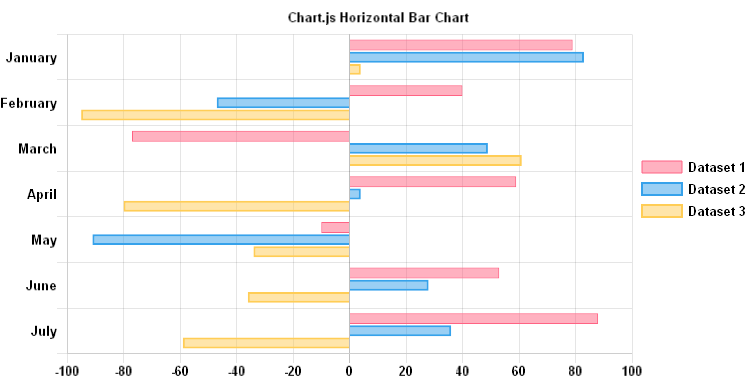 Chart.js Horizontal Bar Chart
January
February
March
April
May
June
July
-100 -80 -60 -40 -20 0 20 40 60 80 100
Dataset 1
Dataset 2
Dataset 3